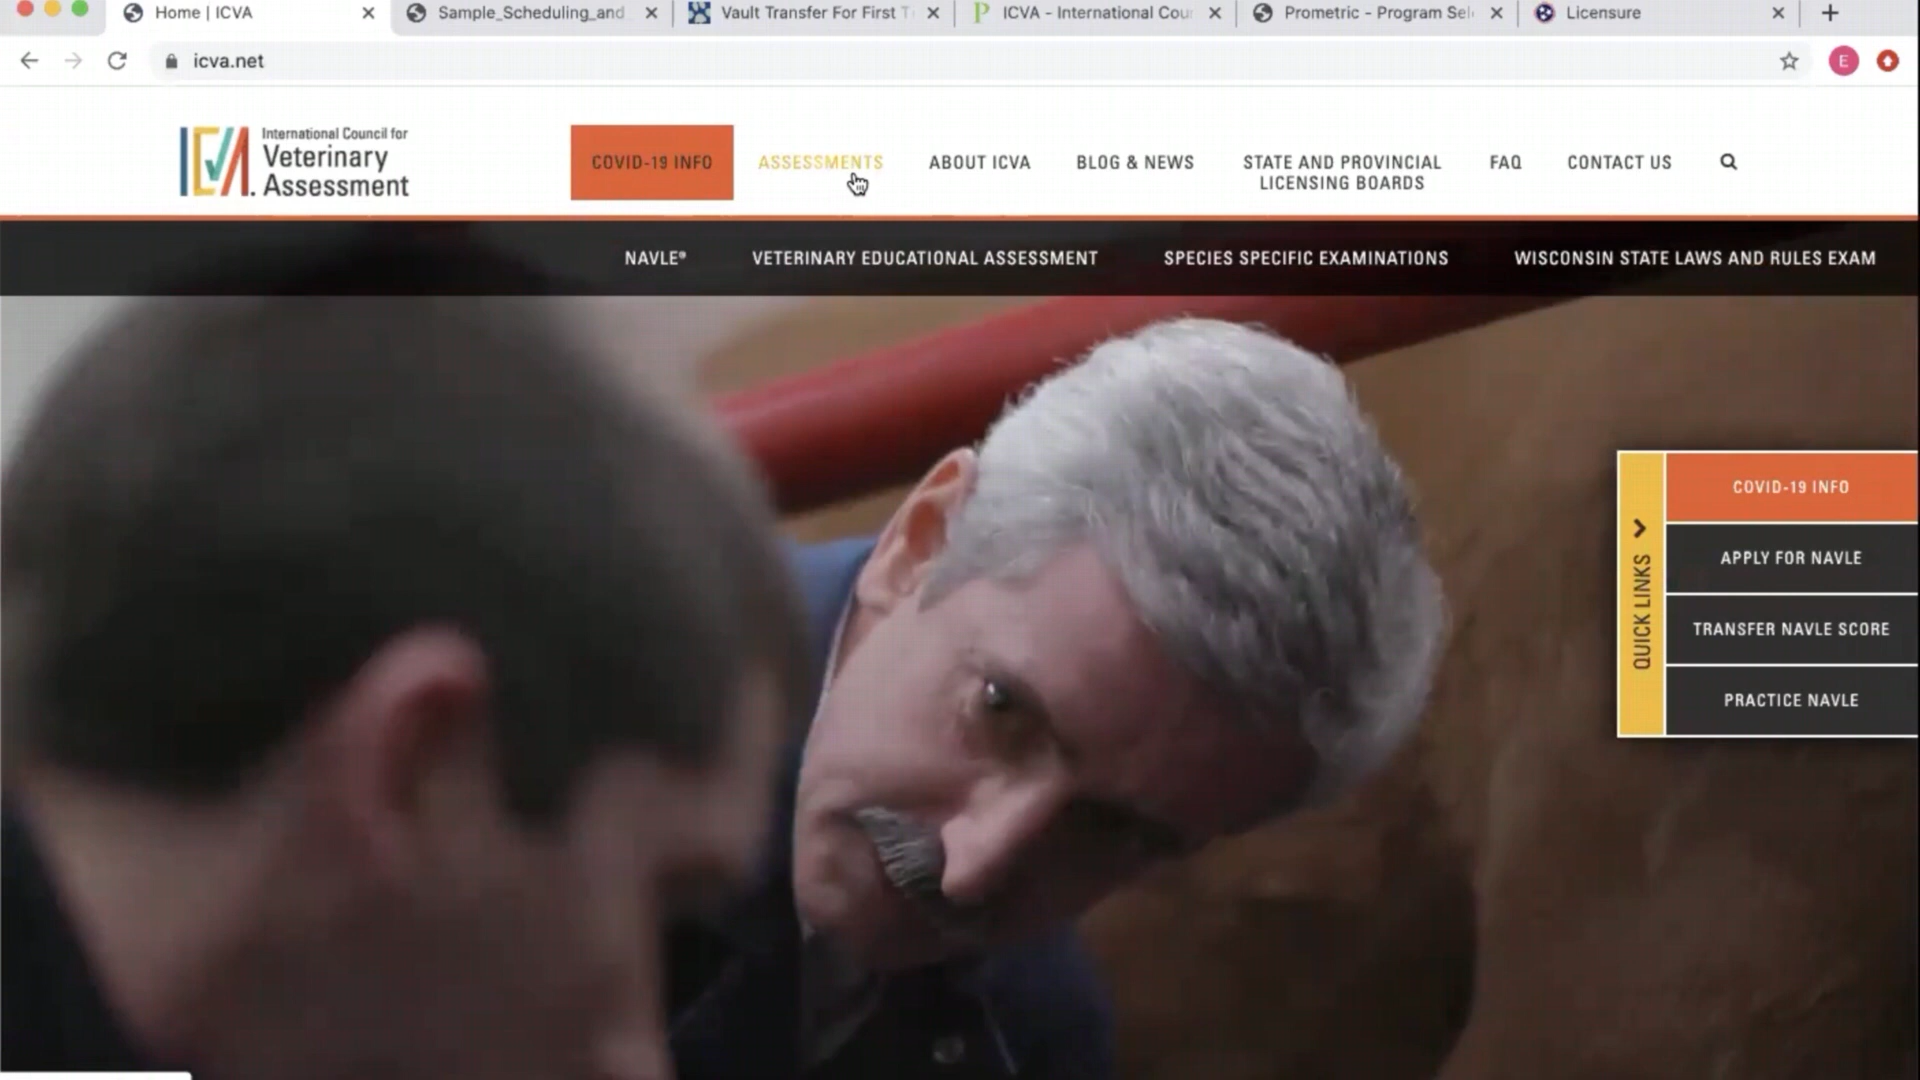 Home | ICVA
Sample_Scheduling_and
Vault Transfer For First T
ICVA - International Cou
Prometric - Program Sel
Licensure
icva.net
E
ICVA.
International Council for
Veterinary
Assessment
COVID-19 INFO
ASSESSMENTS
ABOUT ICVA
BLOG & NEWS
STATE AND PROVINCIAL
LICENSING BOARDS
FAQ
CONTACT US
NAVLE®
VETERINARY EDUCATIONAL ASSESSMENT
SPECIES SPECIFIC EXAMINATIONS
WISCONSIN STATE LAWS AND RULES EXAM
QUICK LINKS
COVID-19 INFO
APPLY FOR NAVLE
TRANSFER NAVLE SCORE
PRACTICE NAVLE